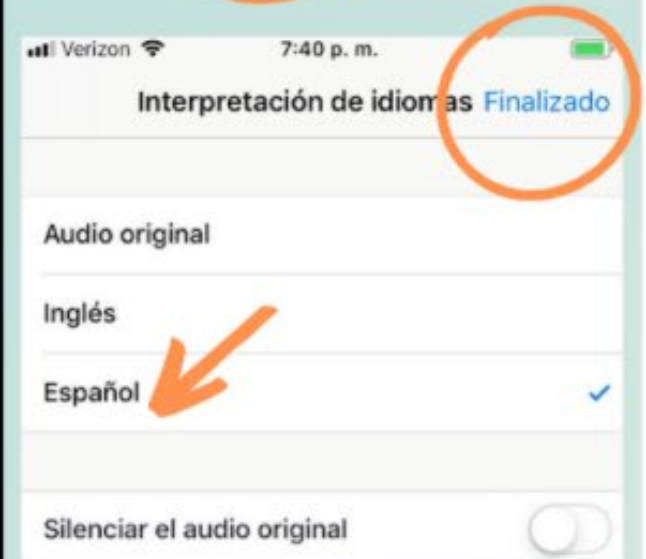 Verizon 7:40 p. m.
Interpretación de idiomas Finalizado
Audio original
Inglés
Español
Silenciar el audio original